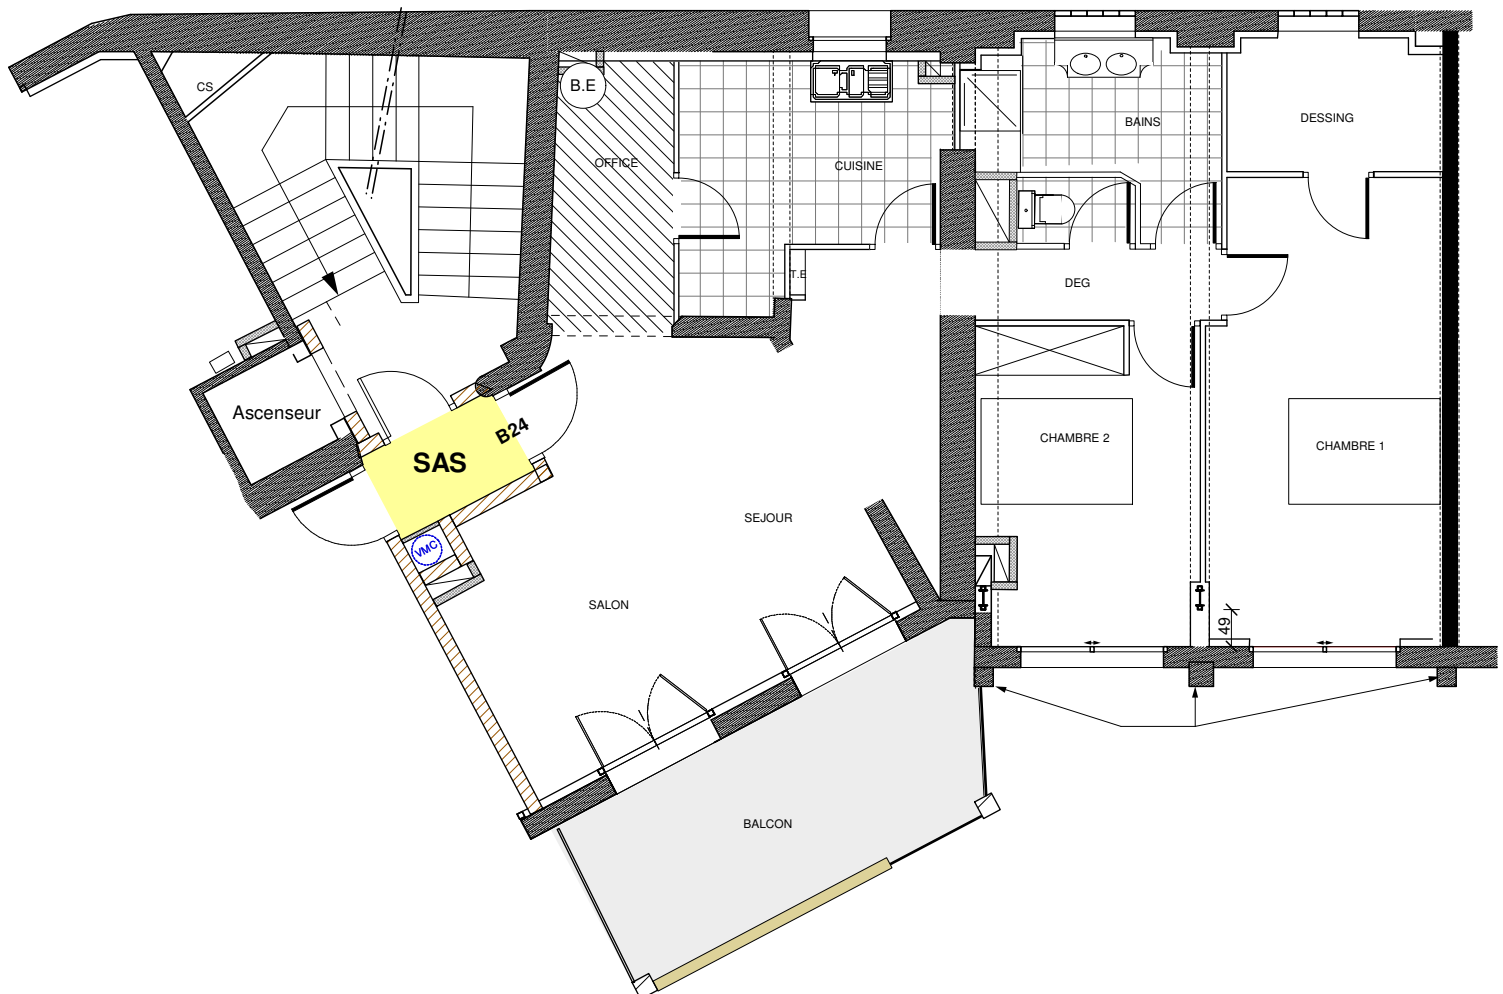 CS
B.E
OFFICE
CUISINE
BAINS
DESSING
T.E
DEG
Ascenseur
B24
SAS
CHAMBRE 2
CHAMBRE 1
SEJOUR
VMC
SALON
49
BALCON